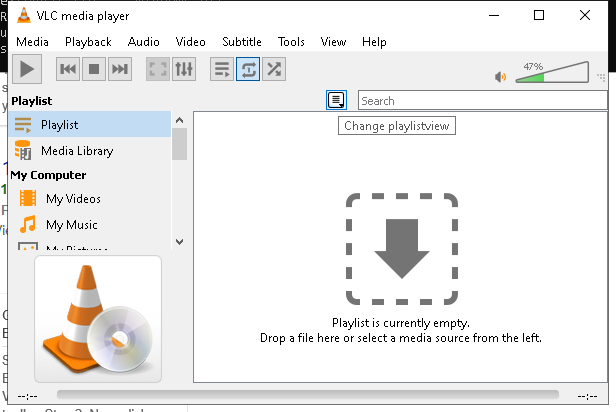 VLC media player
Media Playback Audio Video Subtitle Tools View Help
47%
Playlist
Search
Playlist
Change playlistview
Media Library
My Computer
My Videos
My Music
My Pictures
Playlist is currently empty.
Drop a file here or select a media source from the left.
--:-- --:--